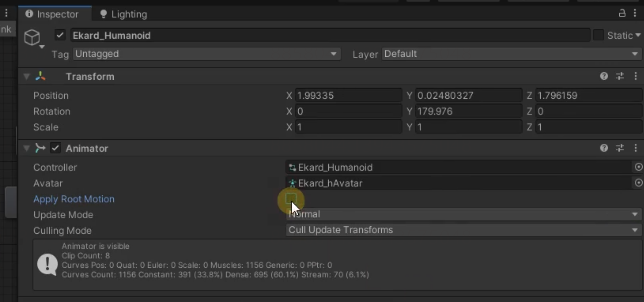 Inspector Lighting
nk Ekard_Humanoid Static
Tag Untagged Layer Default
Transform
Position X 1.99335 Y 0.02480327 Z 1.796159
Rotation X 0 Y 179.976 Z 0
Scale X 1 Y 1 Z 1
Animator
Controller Ekard_Humanoid
Avatar Ekard_hAvatar
Apply Root Motion
Update Mode Normal
Culling Mode Cull Update Transforms
Animator is visible
Clip Count: 8
Curves Pos: 0 Quat: 0 Euler: 0 Scale: 0 Muscles: 1156 Generic: 0 PPtr: 0
Curves Count: 1156 Constant: 391 (33.8%) Dense: 695 (60.1%) Stream: 70 (6.1%)